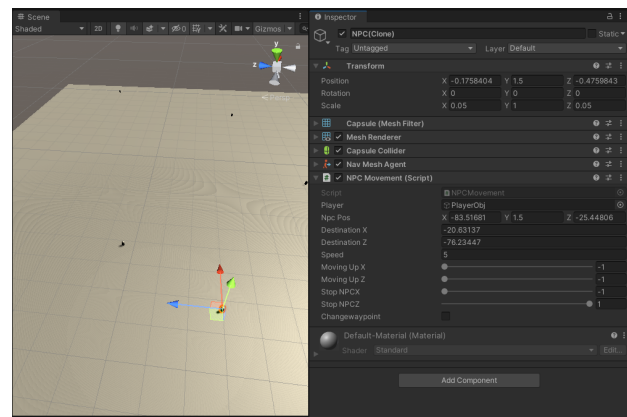 Scene
Shaded
2D
0
Gizmos
y
z
Persp
Inspector
NPC(Clone)
Static
Tag Untagged
Layer Default
Transform
Position X -0.1758404 Y 1.5 Z -0.4759843
Rotation X 0 Y 0 Z 0
Scale X 0.05 Y 1 Z 0.05
Capsule (Mesh Filter)
Mesh Renderer
Capsule Collider
Nav Mesh Agent
NPC Movement (Script)
Script NPCMovement
Player PlayerObj
Npc Pos X -83.51681 Y 1.5 Z -25.44806
Destination X -20.63137
Destination Z -76.23447
Speed 5
Moving Up X -1
Moving Up Z -1
Stop NPCX -1
Stop NPCZ 1
Changewaypoint
Default-Material (Material)
Shader Standard
Edit...
Add Component